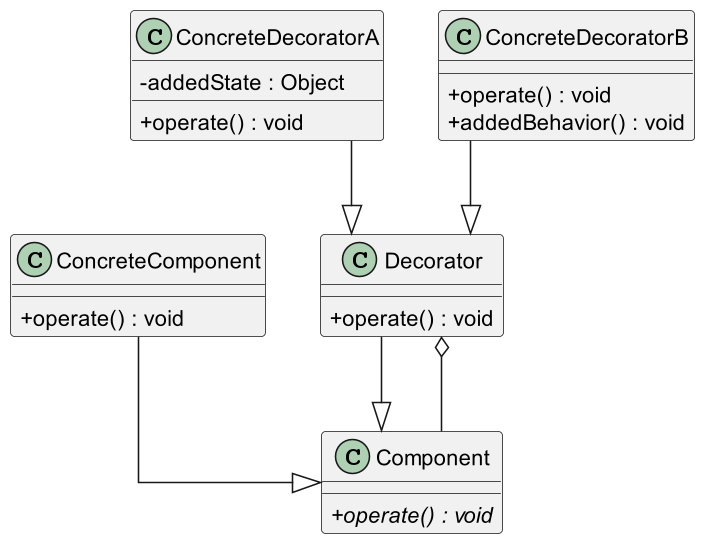 C ConcreteDecoratorA
-addedState : Object
+operate() : void
C ConcreteDecoratorB
+operate() : void
+addedBehavior() : void
C ConcreteComponent
+operate() : void
C Decorator
+operate() : void
C Component
+operate() : void